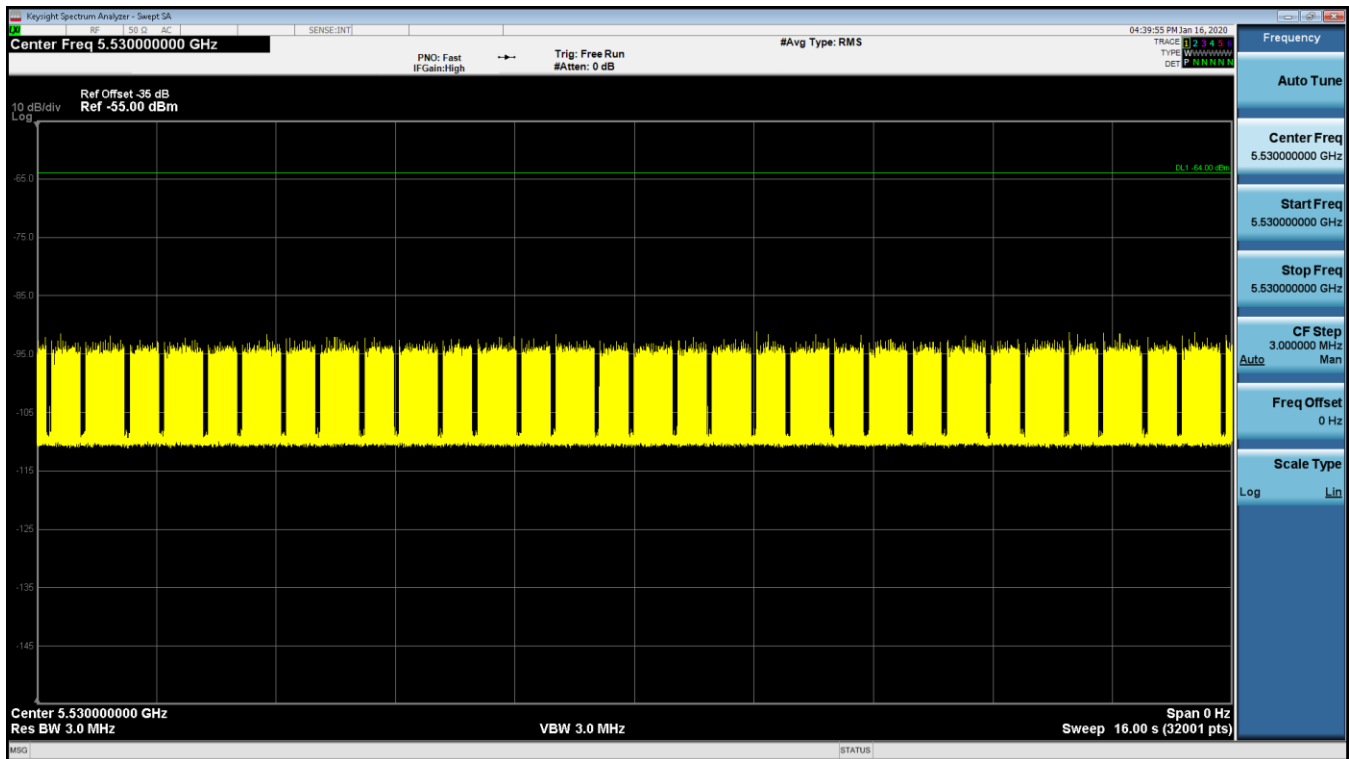 Keysight Spectrum Analyzer - Swept SA
RF 50 Ω AC SENSE:INT 04:39:55 PM Jan 16, 2020
Center Freq 5.530000000 GHz
PNO: Fast
IFGain:High
Trig: Free Run
#Atten: 0 dB
#Avg Type: RMS
TRACE 1 2 3 4 5 6
TYPE WWWWWW
DET P N N N N N
Frequency
Auto Tune
Center Freq
5.530000000 GHz
Start Freq
5.530000000 GHz
Stop Freq
5.530000000 GHz
CF Step
3.000000 MHz
Auto Man
Freq Offset
0 Hz
Scale Type
Log Lin
Ref Offset -35 dB
10 dB/div Ref -55.00 dBm
Log
DL1 -64.00 dBm
-65.0
-75.0
-85.0
-95.0
-105
-115
-125
-135
-145
Center 5.530000000 GHz Span 0 Hz
Res BW 3.0 MHz VBW 3.0 MHz Sweep 16.00 s (32001 pts)
MSG STATUS